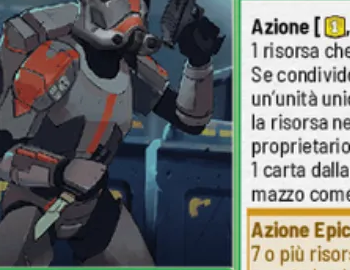 Azione [1,
1 risorsa che
Se condivide
un'unità unic
la risorsa ne
proprietario
1 carta dalla
mazzo come
Azione Epic
7 o più risors